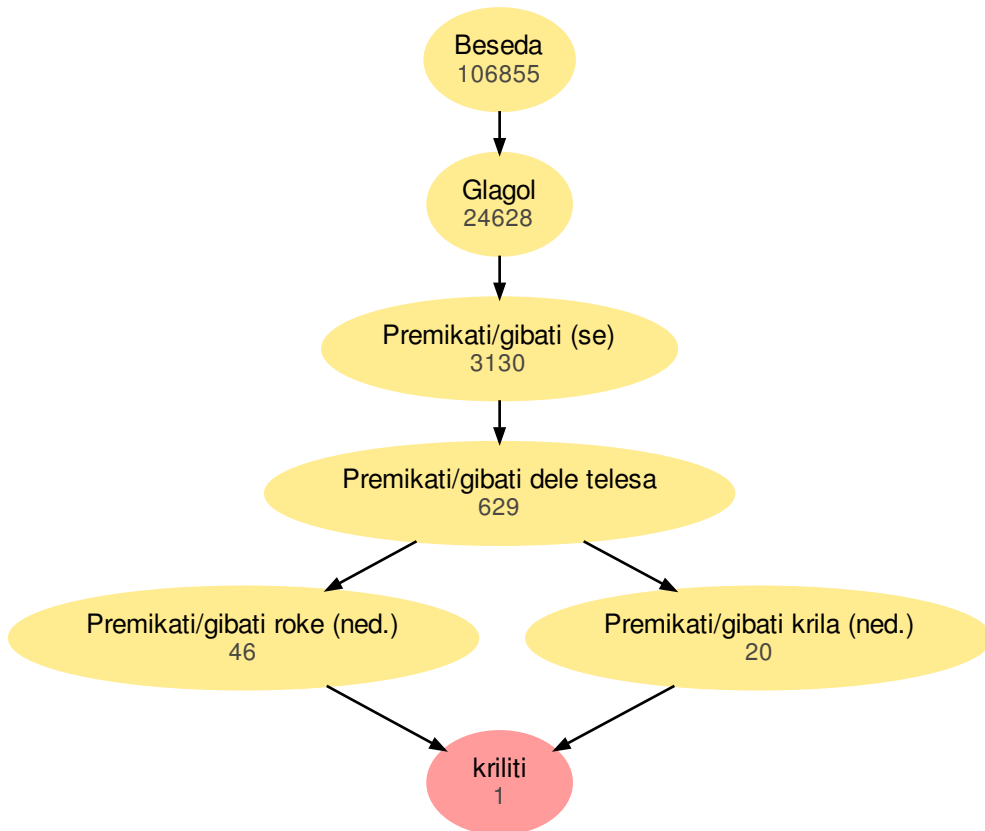 Beseda
106855
Glagol
24628
Premikati/gibati (se)
3130
Premikati/gibati dele telesa
629
Premikati/gibati roke (ned.)
46
Premikati/gibati krila (ned.)
20
kriliti
1